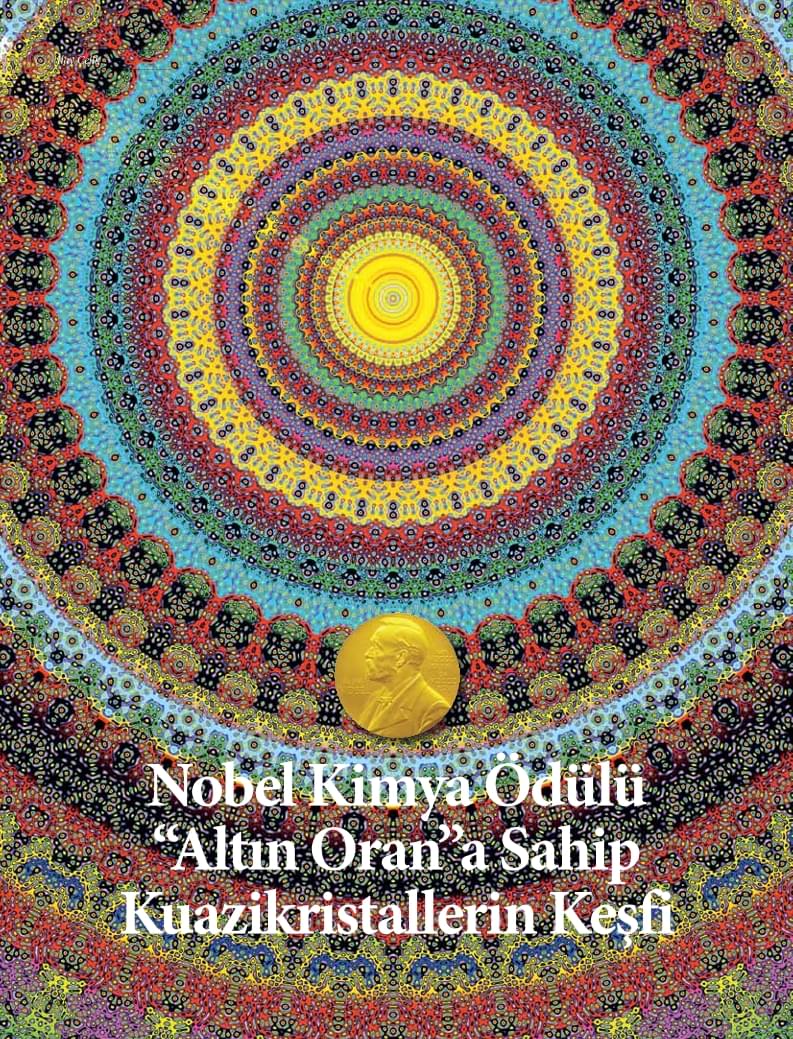 Nobel Kimya Ödülü
“Altın Oran”a Sahip
Kuazikristallerin Keşfi